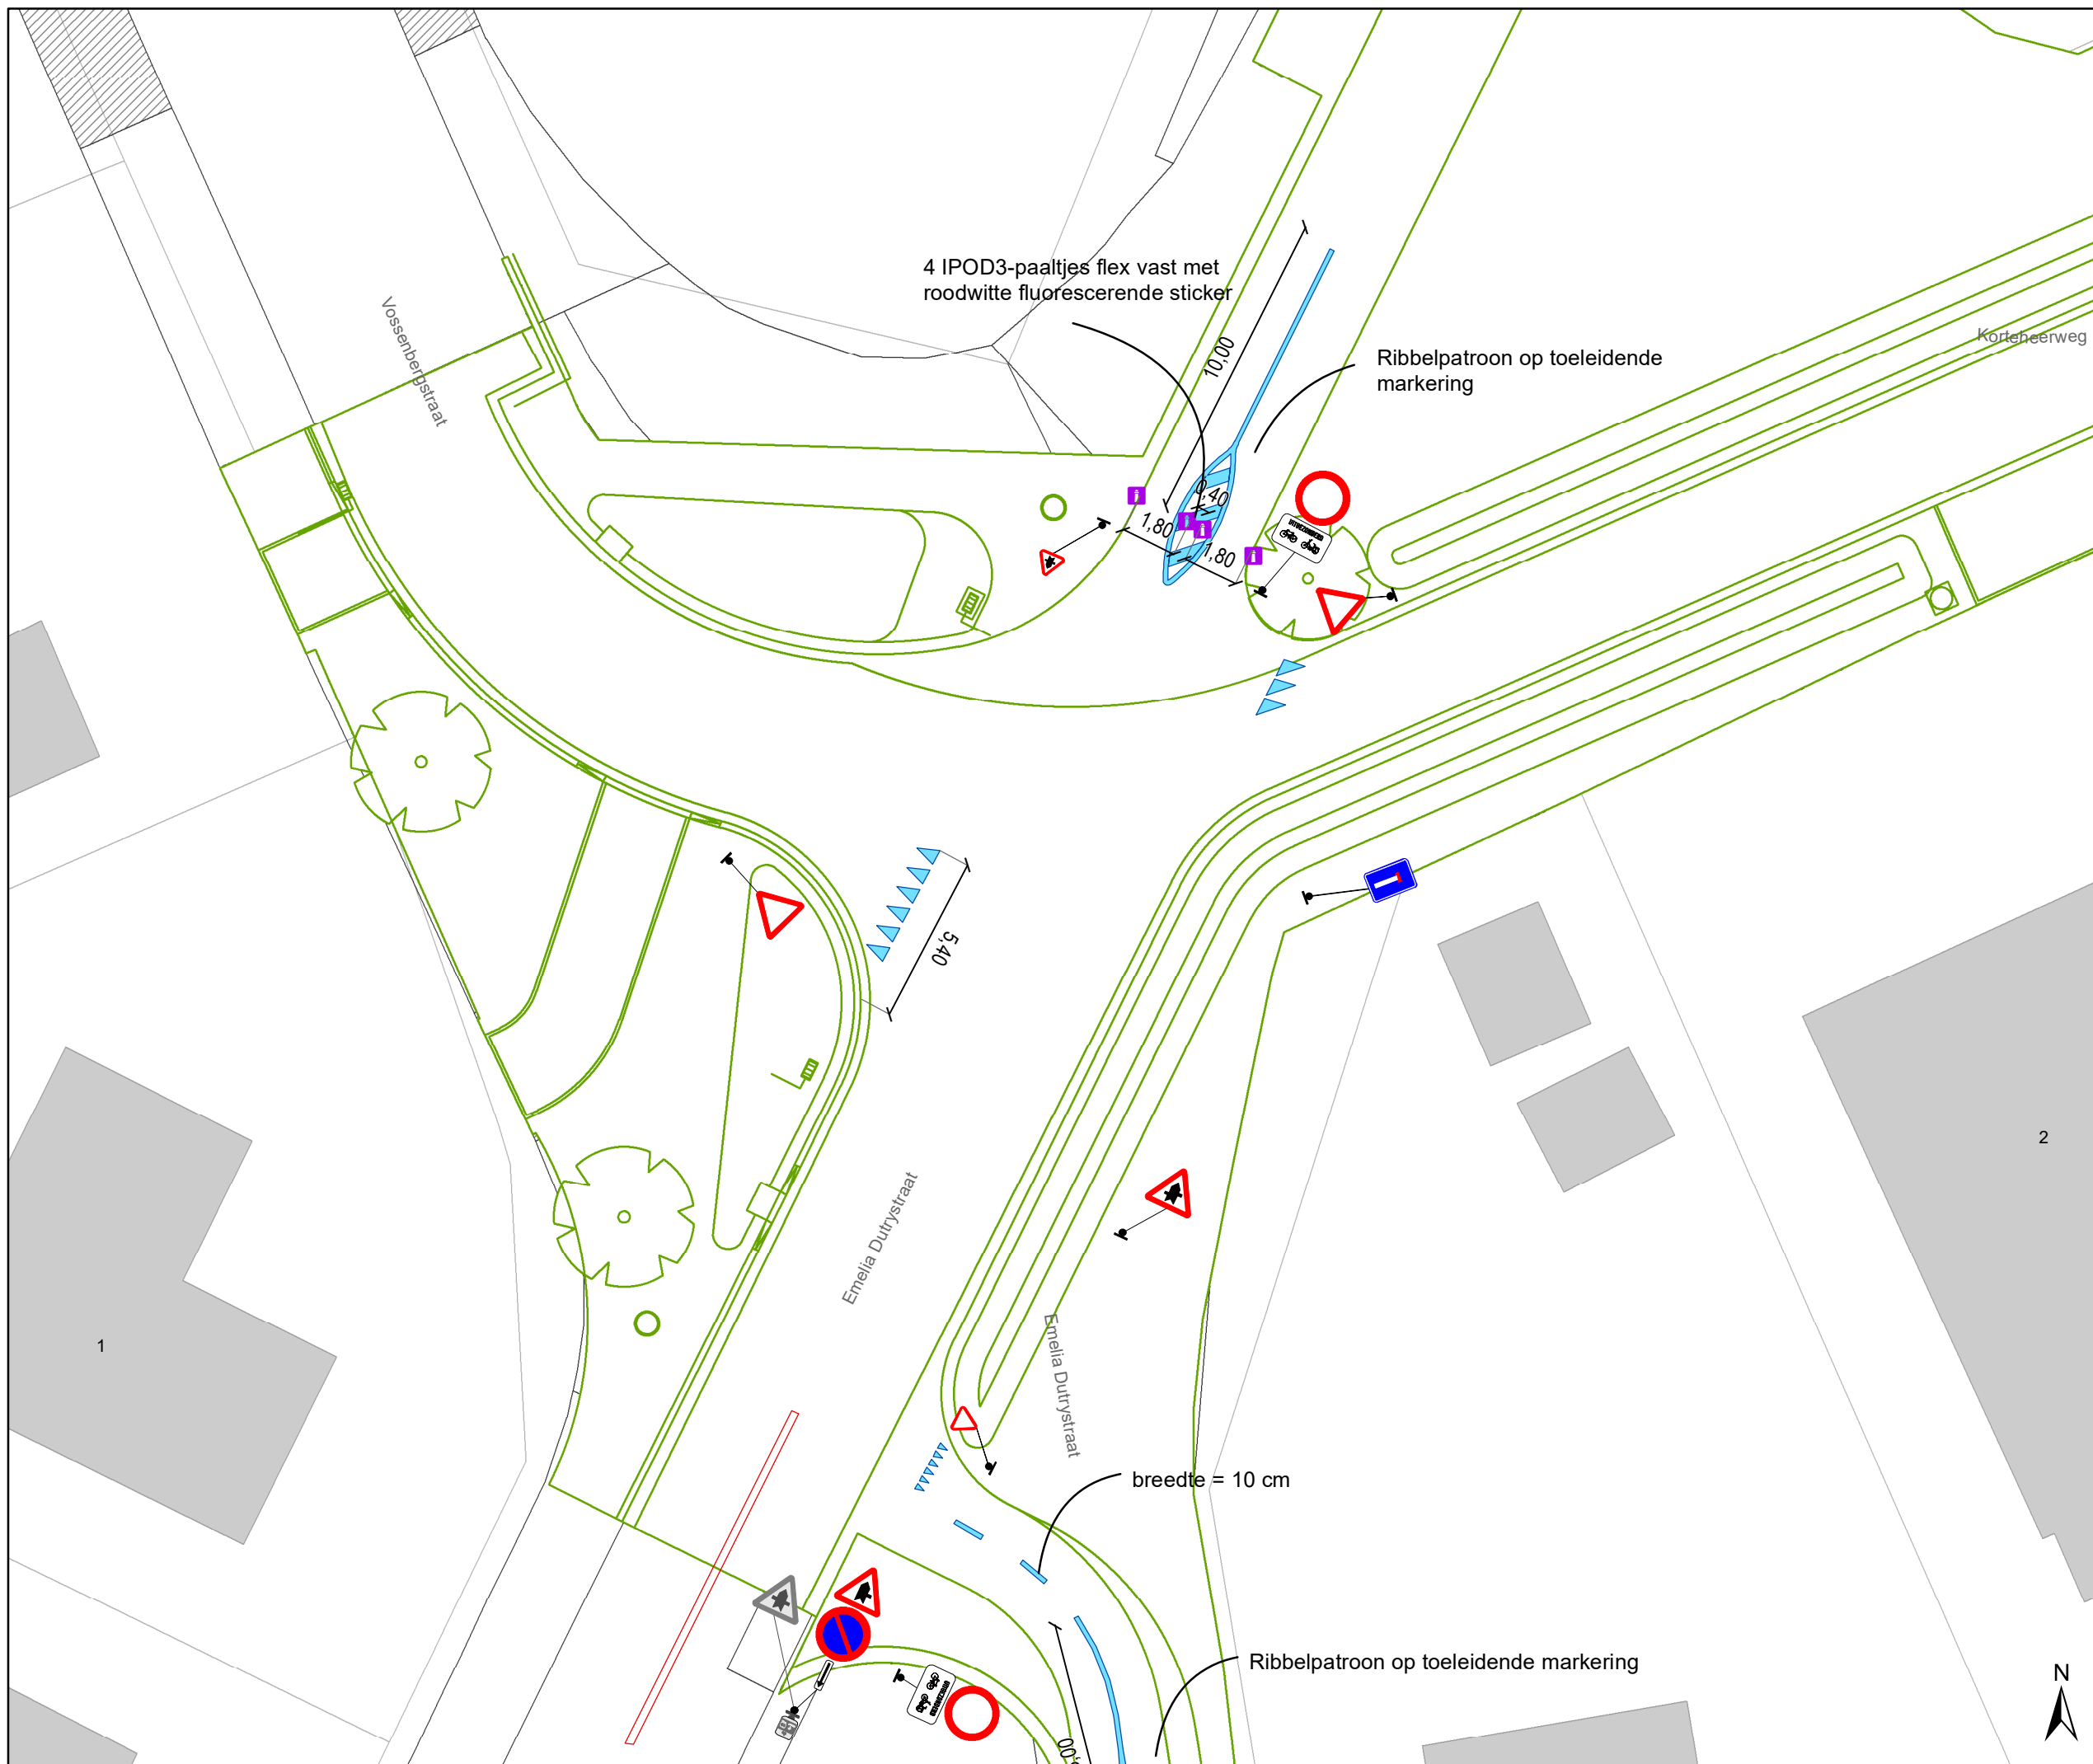 4 IPOD3-paaltjes flex vast met
roodwitte fluorescerende sticker
Vossenbergstraat
Korteheerweg
10,00
Ribbelpatroon op toeleidende
markering
0,40
1,80
1,80
5,40
2
Emelia Dutrystraat
1
Emelia Dutrystraat
breedte = 10 cm
Ribbelpatroon op toeleidende markering
N